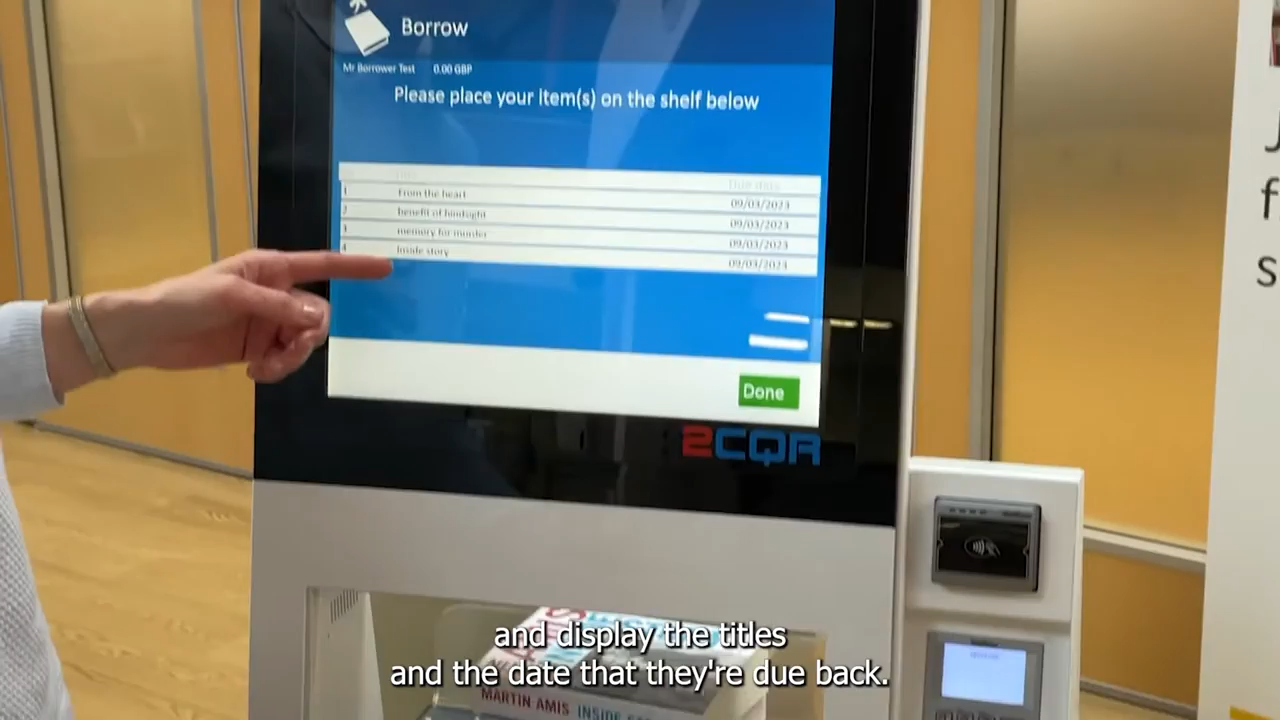 Borrow
Mr Borrower Test 0.00 GBP
Please place your item(s) on the shelf below
Due date
1 From the heart 09/03/2023
2 benefit of hindsight 09/03/2023
3 memory for murder 09/03/2023
4 Inside story 09/03/2023
Done
2CQR
and display the titles
and the date that they're due back.
MARTIN AMIS INSIDE